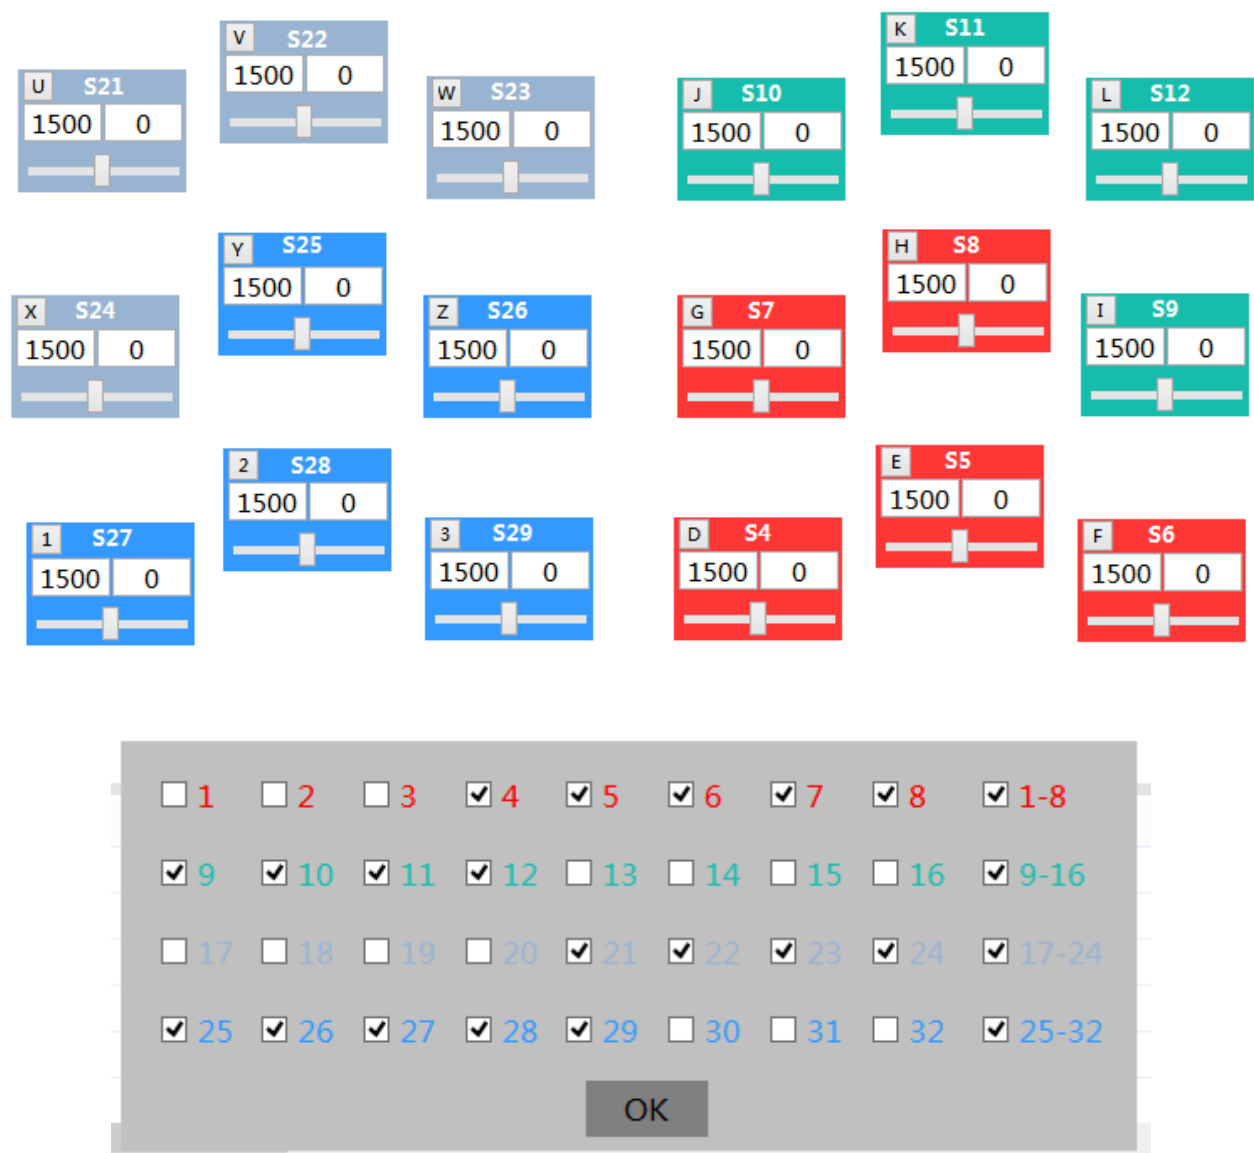 U S21
1500 0
V S22
1500 0
W S23
1500 0
J S10
1500 0
K S11
1500 0
L S12
1500 0
X S24
1500 0
Y S25
1500 0
Z S26
1500 0
G S7
1500 0
H S8
1500 0
I S9
1500 0
1 S27
1500 0
2 S28
1500 0
3 S29
1500 0
D S4
1500 0
E S5
1500 0
F S6
1500 0
1 2 3 4 5 6 7 8 1-8
9 10 11 12 13 14 15 16 9-16
17 18 19 20 21 22 23 24 17-24
25 26 27 28 29 30 31 32 25-32
OK